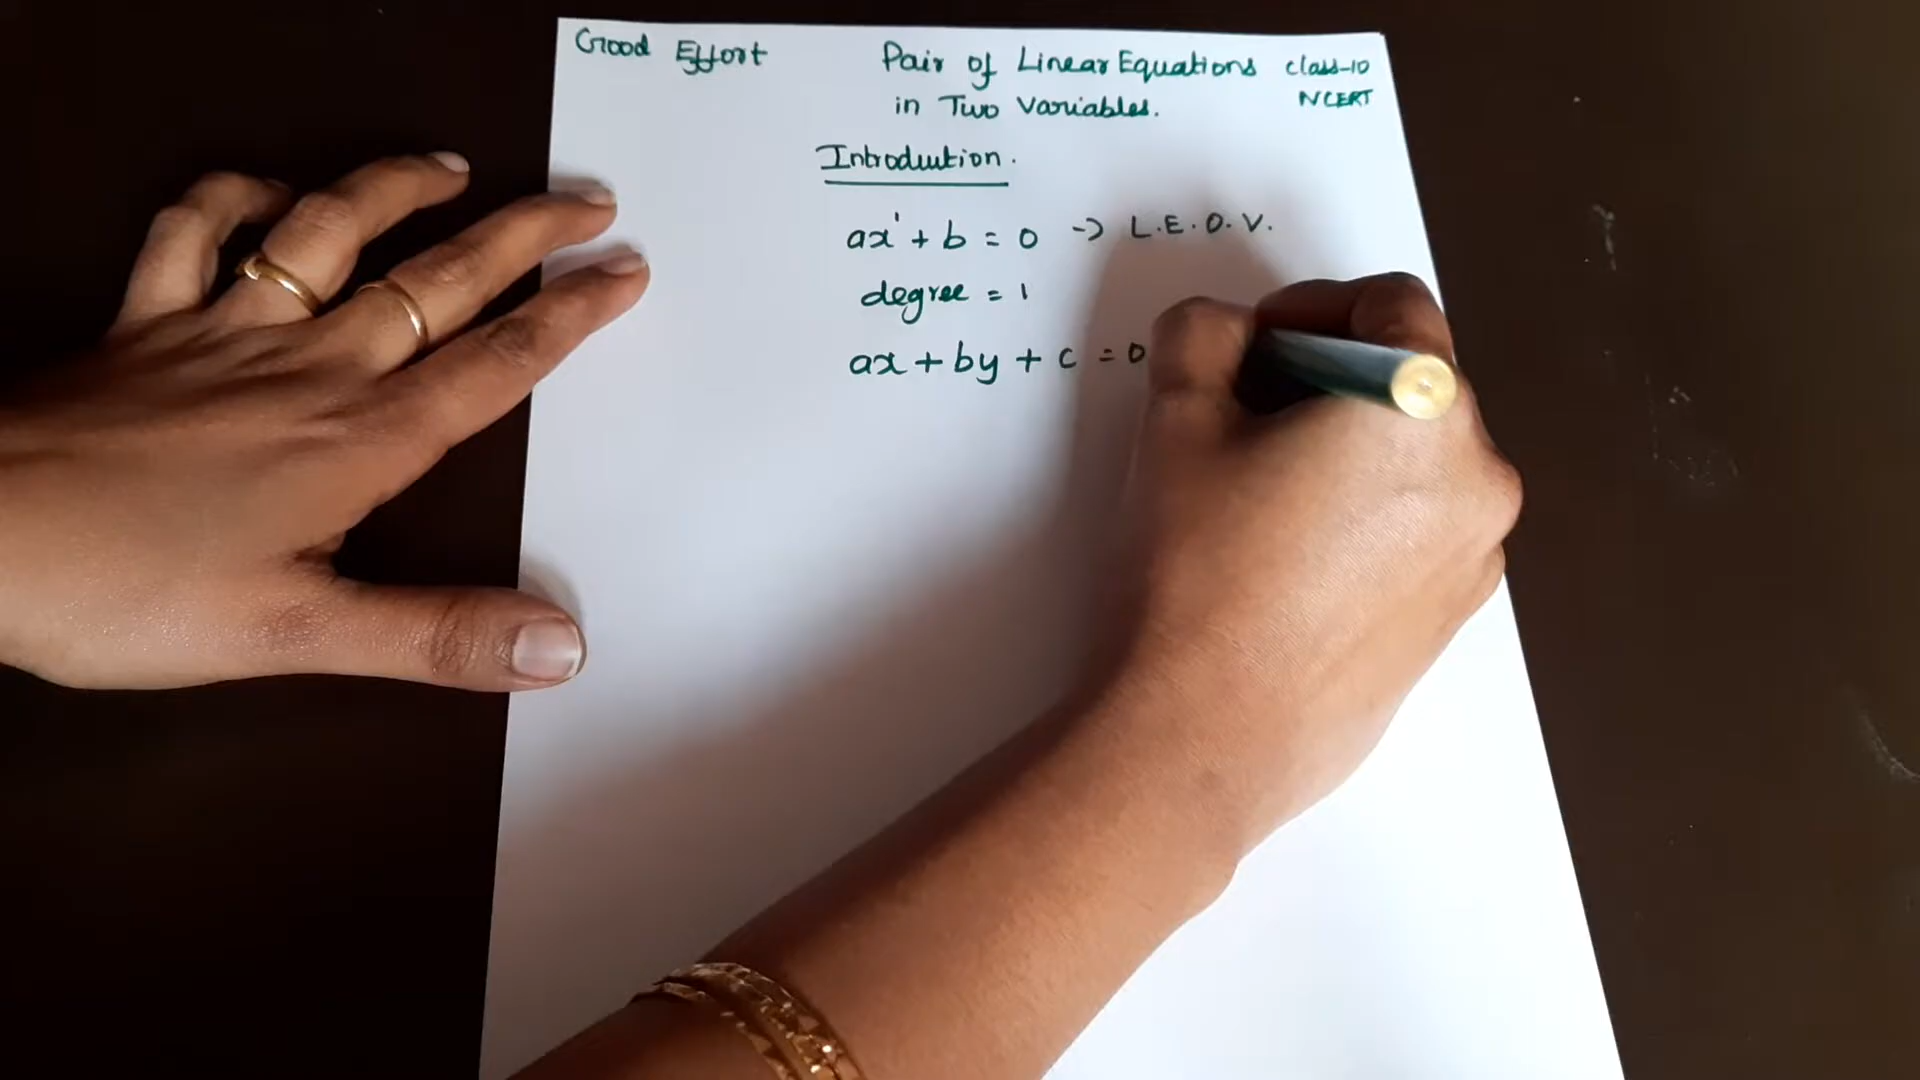 Good Effort
Pair of Linear Equations class-10
in Two Variables. NCERT
Introduction.
ax¹ + b = 0 -> L.E.O.V.
degree = 1
ax + by + c = 0